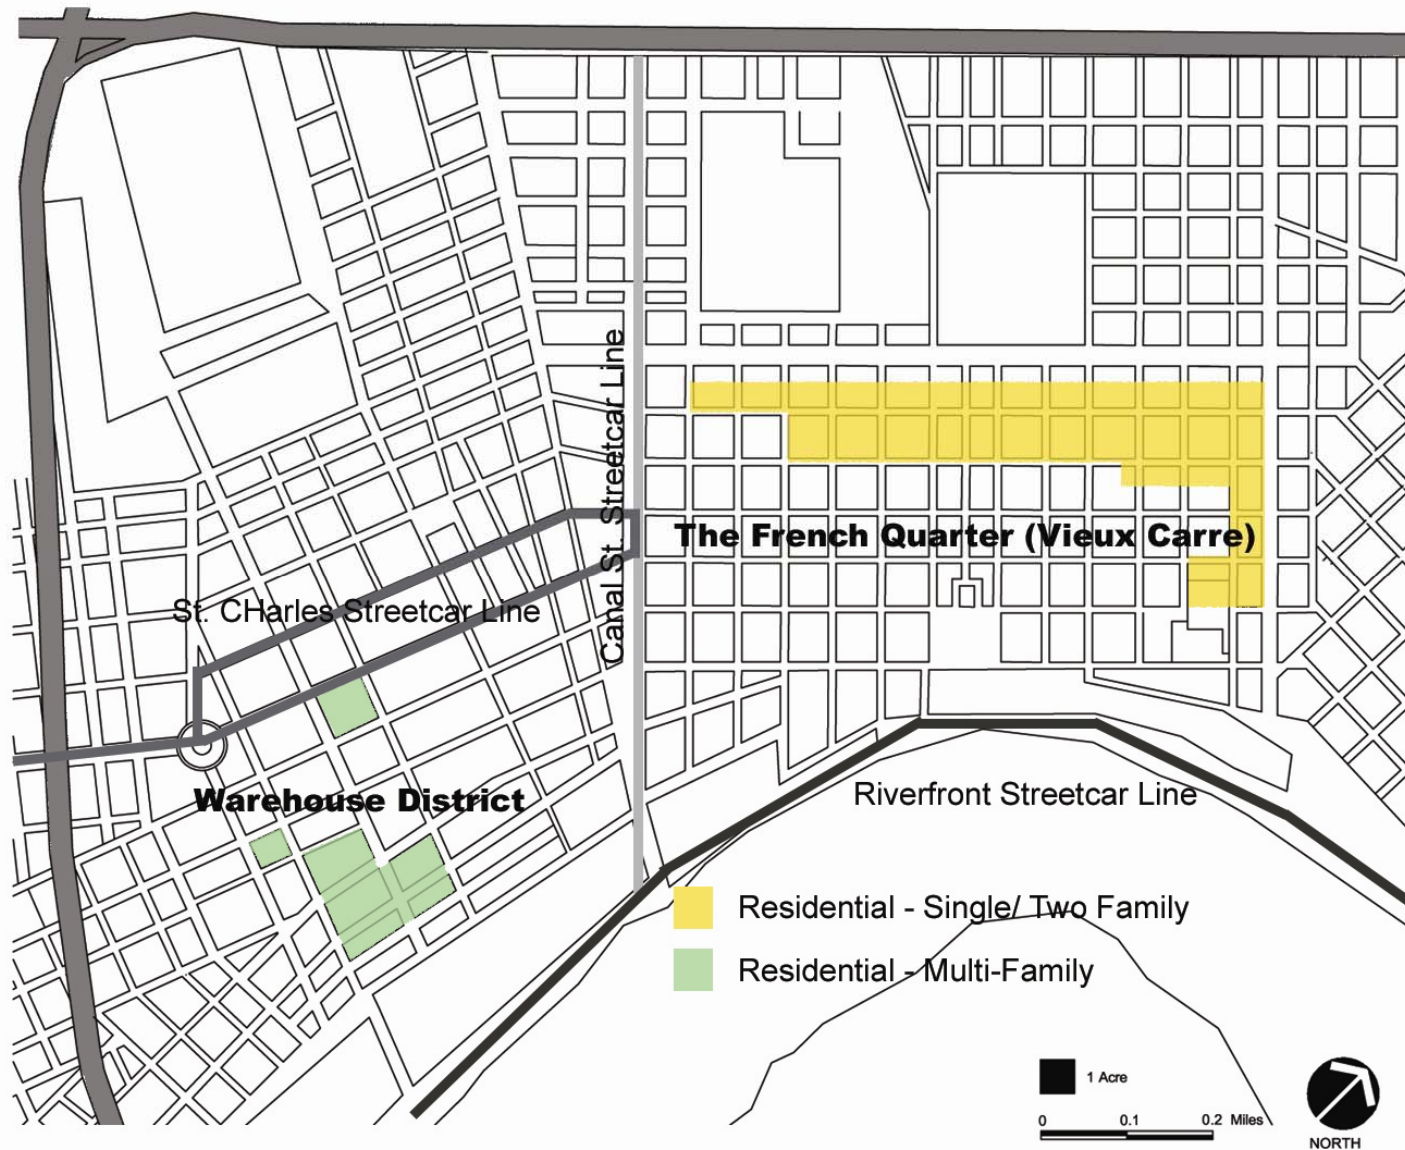 Canal St. Streetcar Line
The French Quarter (Vieux Carre)
St. CHarles Streetcar Line
Warehouse District
Riverfront Streetcar Line
Residential - Single/ Two Family
Residential - Multi-Family
1 Acre
0 0.1 0.2 Miles
NORTH